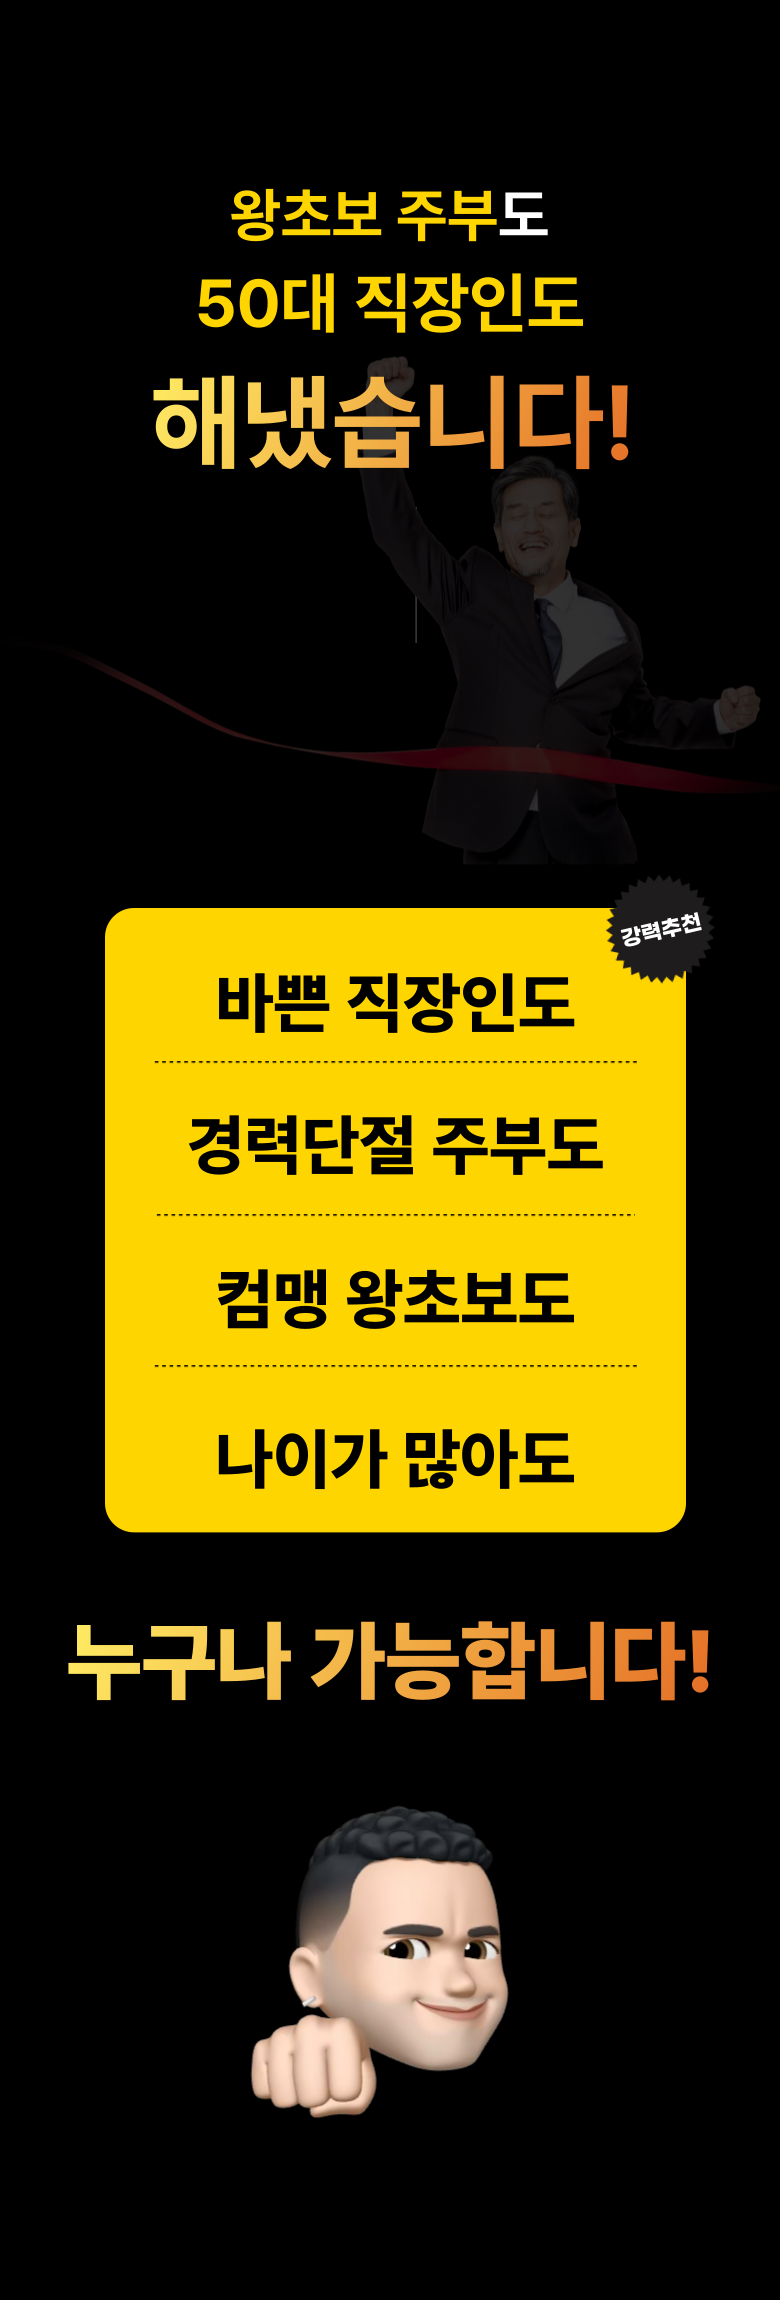 왕초보 주부도
50대 직장인도
해냈습니다!
강력추천
바쁜 직장인도
경력단절 주부도
컴맹 왕초보도
나이가 많아도
누구나 가능합니다!